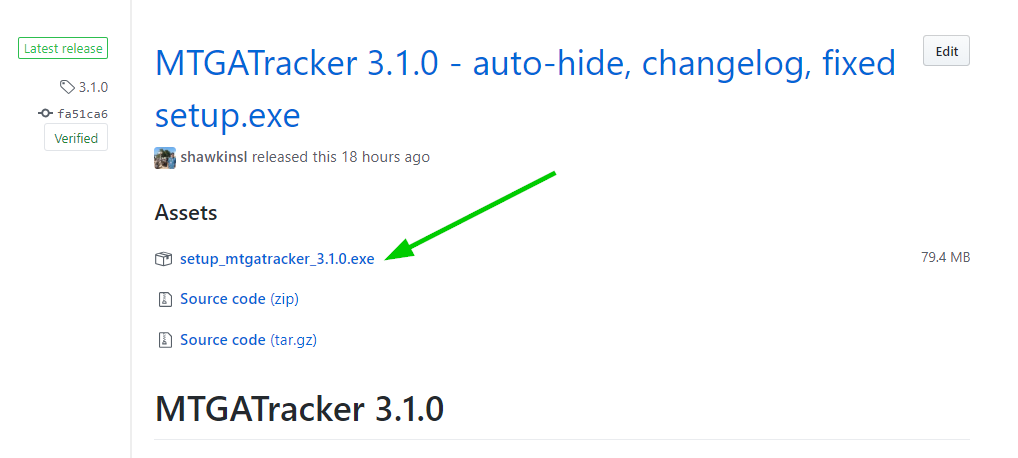 Latest release
3.1.0
fa51ca6
Verified
MTGATracker 3.1.0 - auto-hide, changelog, fixed
setup.exe
Edit
shawkinsl released this 18 hours ago
Assets
setup_mtgatracker_3.1.0.exe 79.4 MB
Source code (zip)
Source code (tar.gz)
MTGATracker 3.1.0